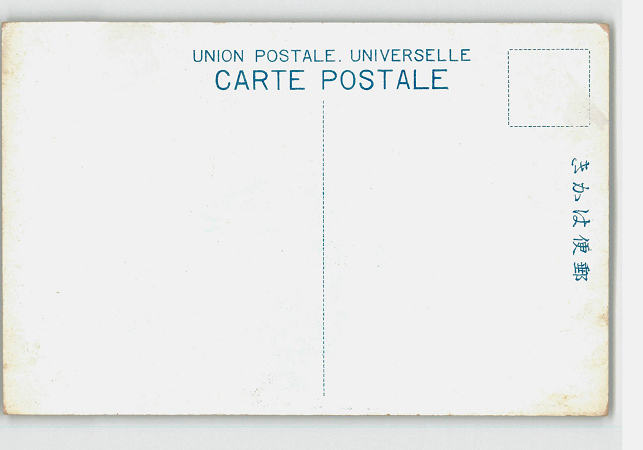 UNION POSTALE. UNIVERSELLE
CARTE POSTALE
郵便はかき